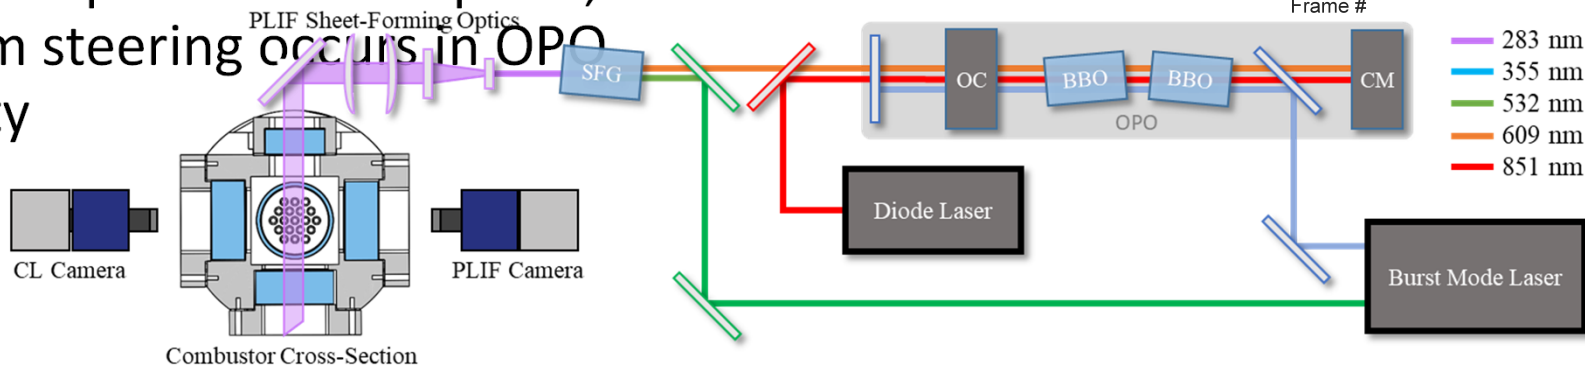 m steering occurs in OPO
Frame #
PLIF Sheet-Forming Optics
SFG
OC
BBO
BBO
CM
OPO
283 nm
355 nm
532 nm
609 nm
851 nm
Diode Laser
Burst Mode Laser
CL Camera
PLIF Camera
Combustor Cross-Section